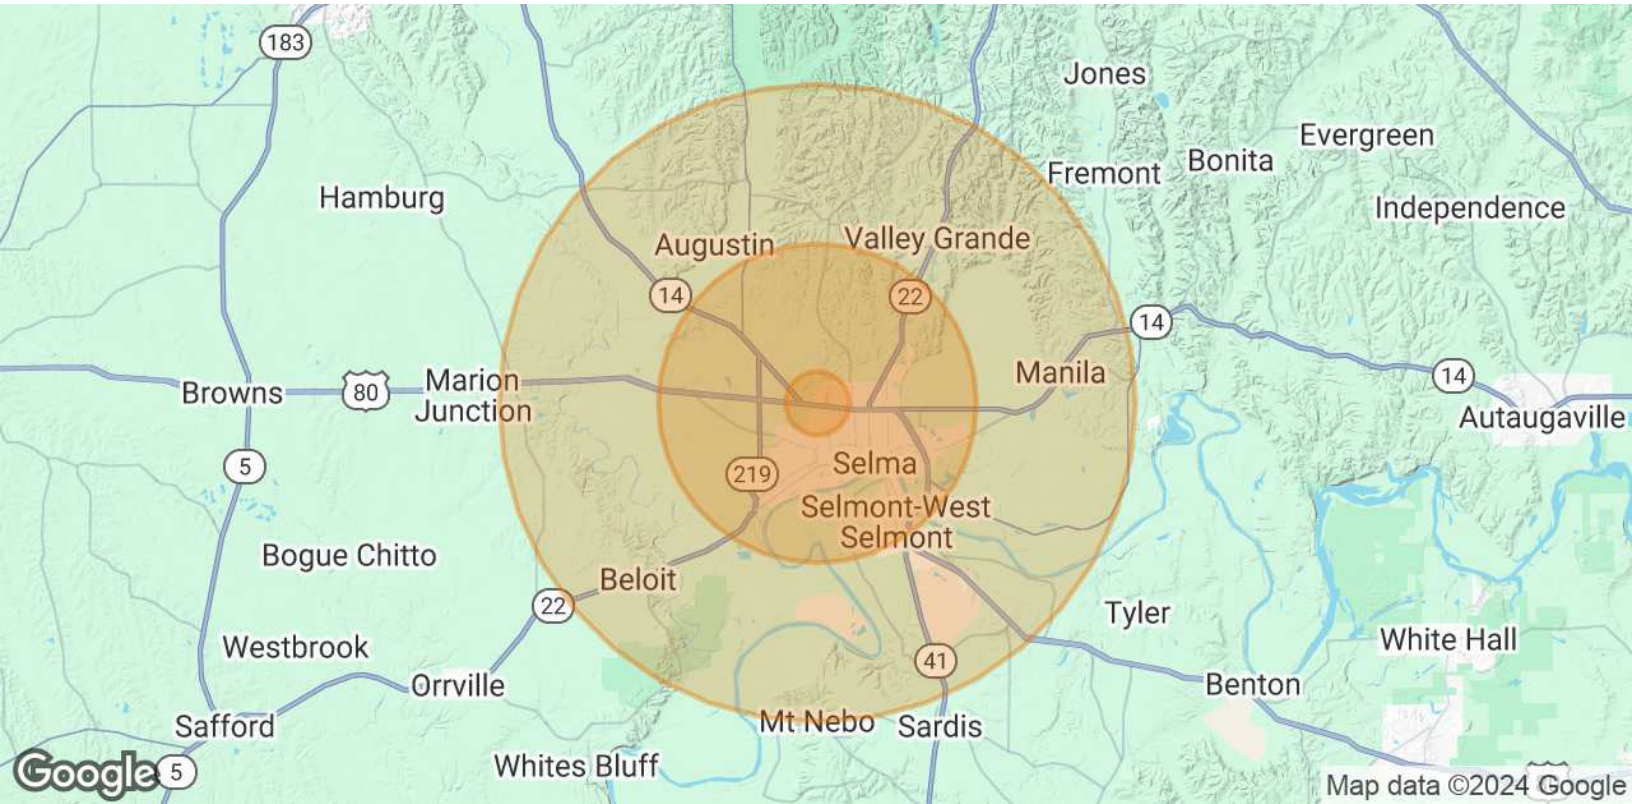 183
Jones
Evergreen
Bonita
Fremont
Hamburg
Independence
Augustin
Valley Grande
14
22
14
Manila
14
Browns
80
Marion
Junction
Autaugaville
5
219
Selma
Selmont-West
Selmont
Bogue Chitto
Beloit
22
Tyler
White Hall
Westbrook
41
Orrville
Benton
Safford
Mt Nebo
Sardis
Whites Bluff
Google
5
Map data ©2024 Google